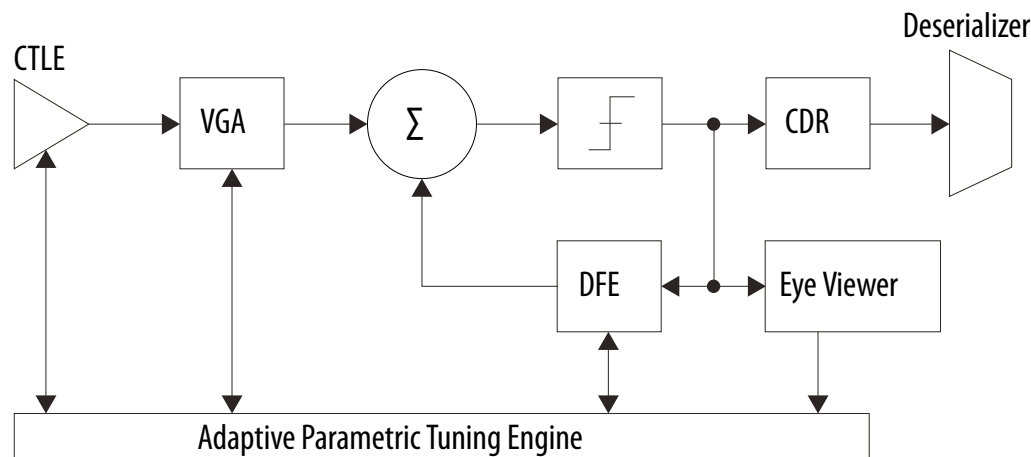 Deserializer
CTLE
VGA
Σ
CDR
DFE
Eye Viewer
Adaptive Parametric Tuning Engine